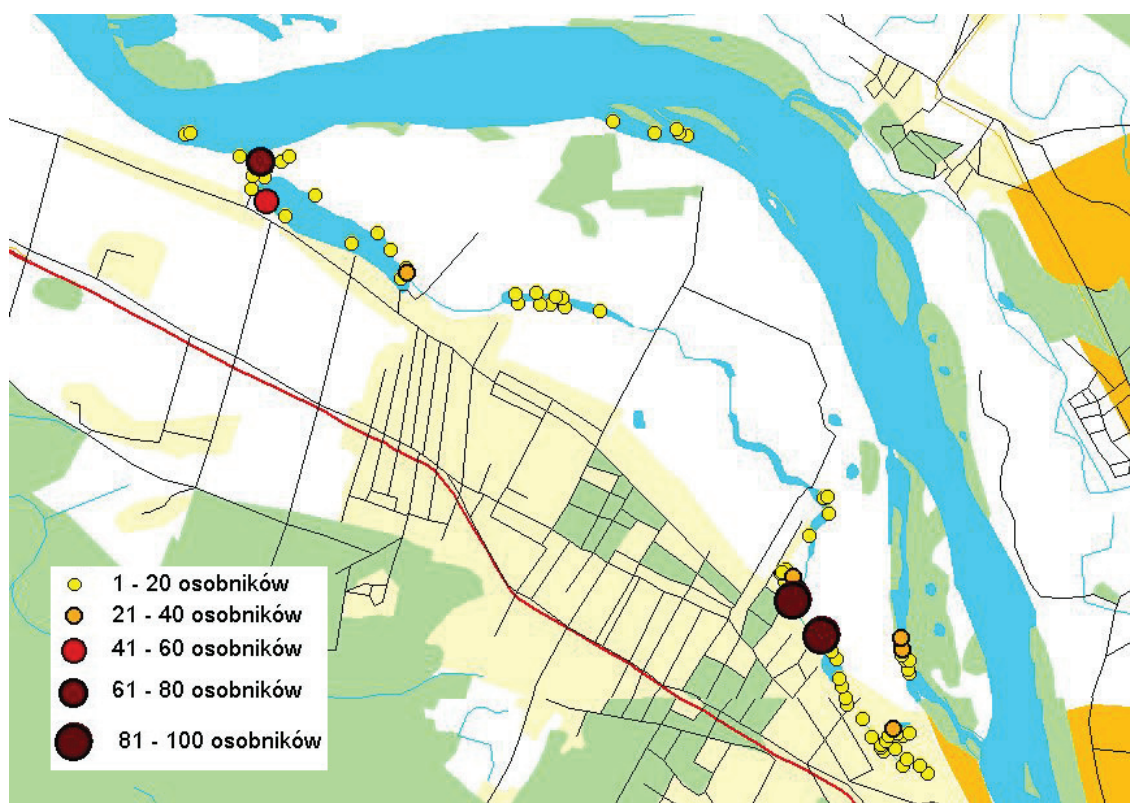 1 - 20 osobników
21 - 40 osobników
41 - 60 osobników
61 - 80 osobników
81 - 100 osobników